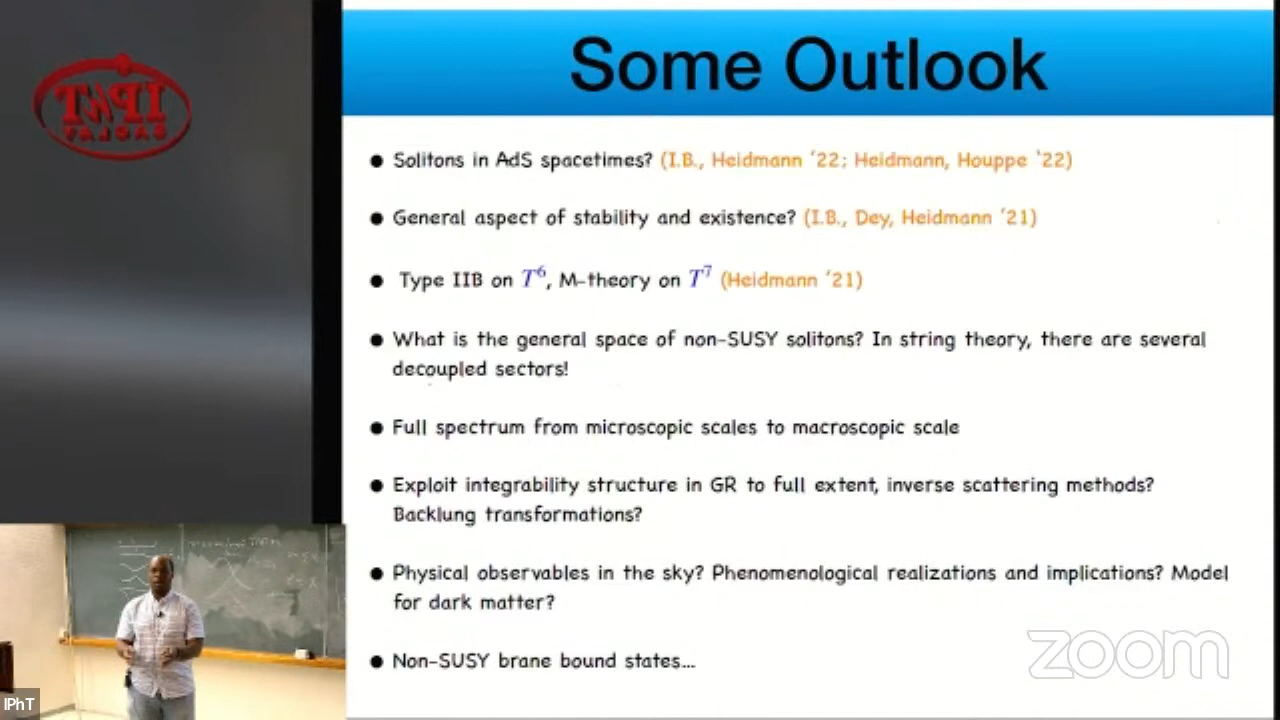 Some Outlook
IPhT
SACLAY
● Solitons in AdS spacetimes? (I.B., Heidmann '22; Heidmann, Houppe '22)
● General aspect of stability and existence? (I.B., Dey, Heidmann '21)
● Type IIB on T⁶, M-theory on T⁷ (Heidmann '21)
● What is the general space of non-SUSY solitons? In string theory, there are several
decoupled sectors!
● Full spectrum from microscopic scales to macroscopic scale
● Exploit integrability structure in GR to full extent, inverse scattering methods?
Backlung transformations?
● Physical observables in the sky? Phenomenological realizations and implications? Model
for dark matter?
● Non-SUSY brane bound states...
zoom
IPhT